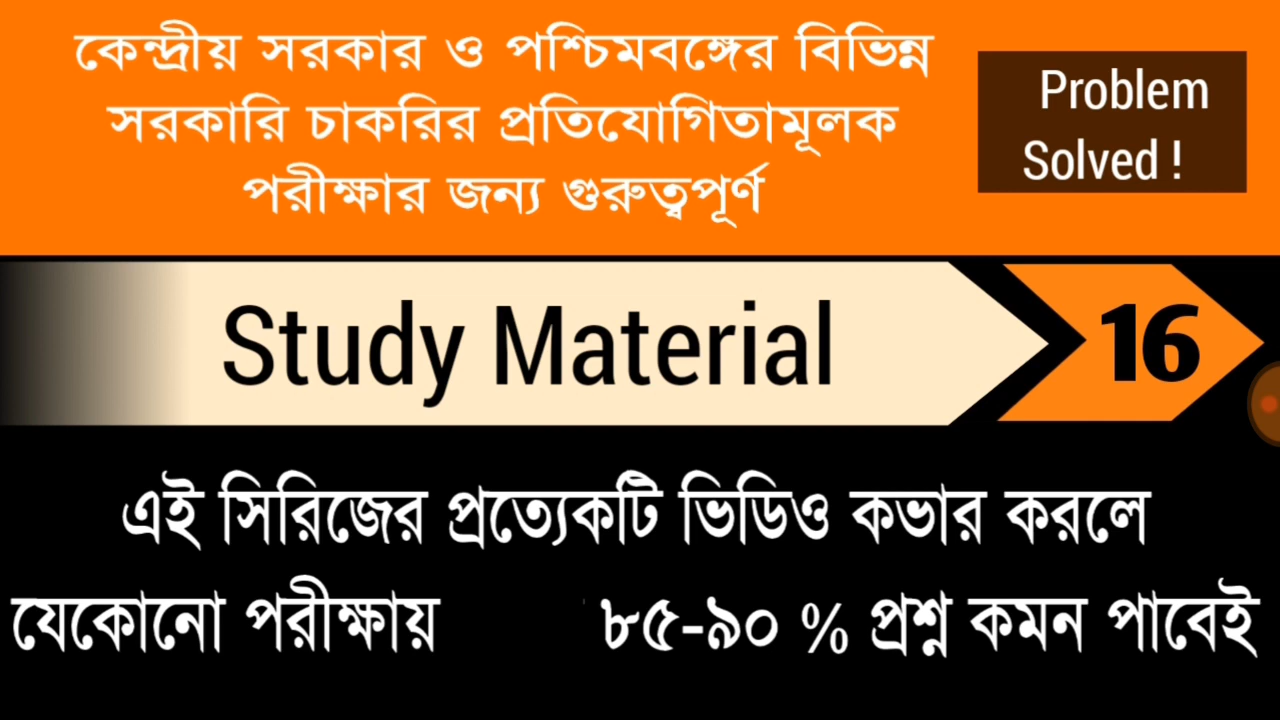 কেন্দ্রীয় সরকার ও পশ্চিমবঙ্গের বিভিন্ন
সরকারি চাকরির প্রতিযোগিতামূলক
পরীক্ষার জন্য গুরুত্বপূর্ণ
Problem
Solved !
Study Material
16
এই সিরিজের প্রত্যেকটি ভিডিও কভার করলে
যেকোনো পরীক্ষায় ৮৫-৯০ % প্রশ্ন কমন পাবেই